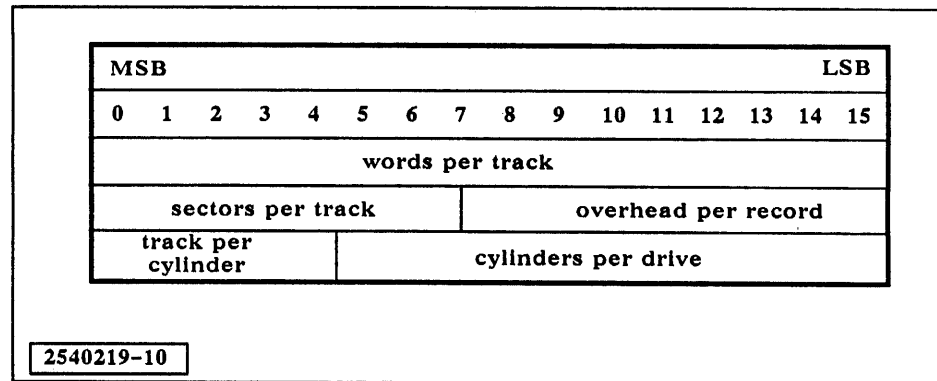 MSB LSB
0 1 2 3 4 5 6 7 8 9 10 11 12 13 14 15
words per track
sectors per track overhead per record
track per
cylinder
cylinders per drive
2540219-10